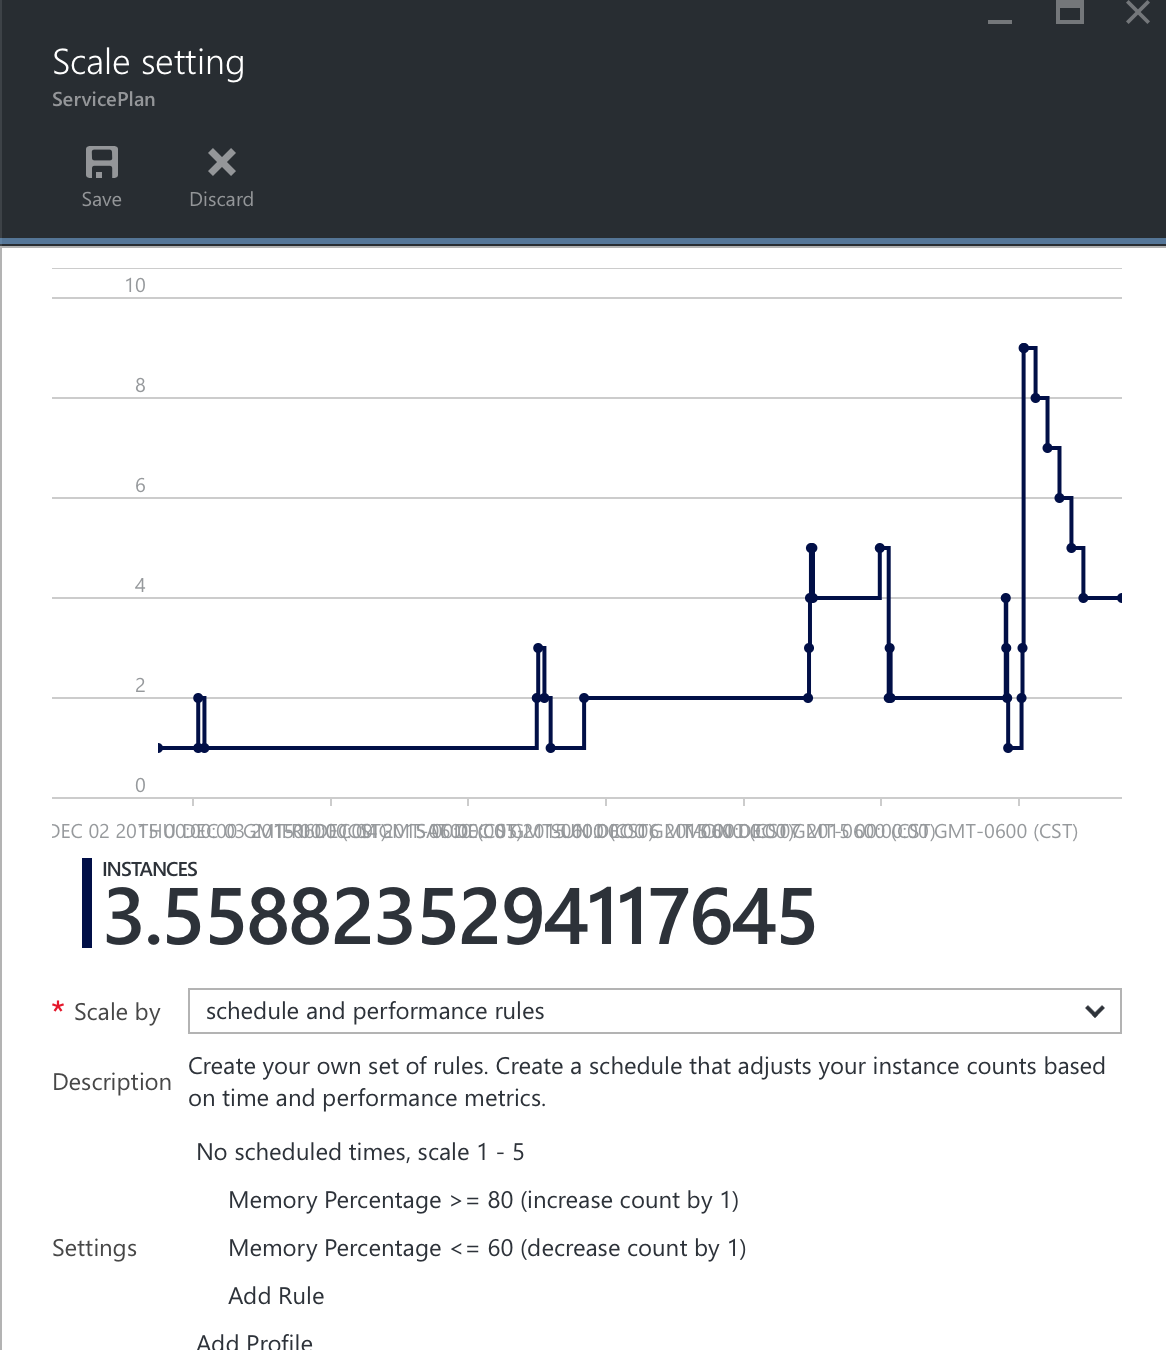 Scale setting
ServicePlan
Save
Discard
10
8
6
4
2
0
DEC 02 2015
GMT-0600 (CST)
INSTANCES
3.5588235294117645
* Scale by
schedule and performance rules
Description
Create your own set of rules. Create a schedule that adjusts your instance counts based
on time and performance metrics.
No scheduled times, scale 1 - 5
Memory Percentage >= 80 (increase count by 1)
Settings
Memory Percentage <= 60 (decrease count by 1)
Add Rule
Add Profile